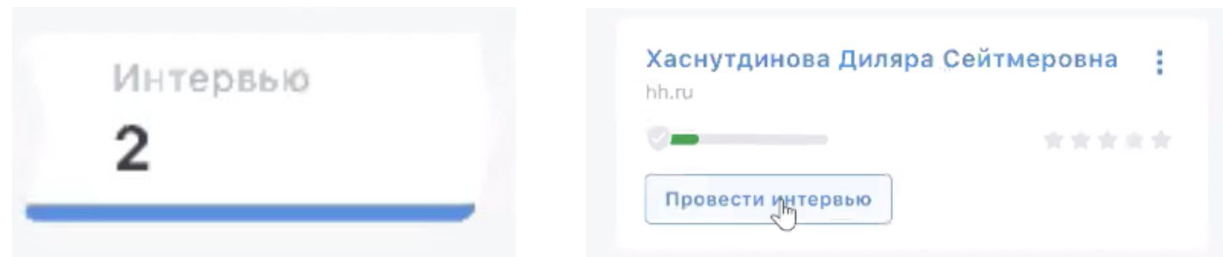 Интервью
2
Хаснутдинова Диляра Сейтмеровна
hh.ru
Провести интервью